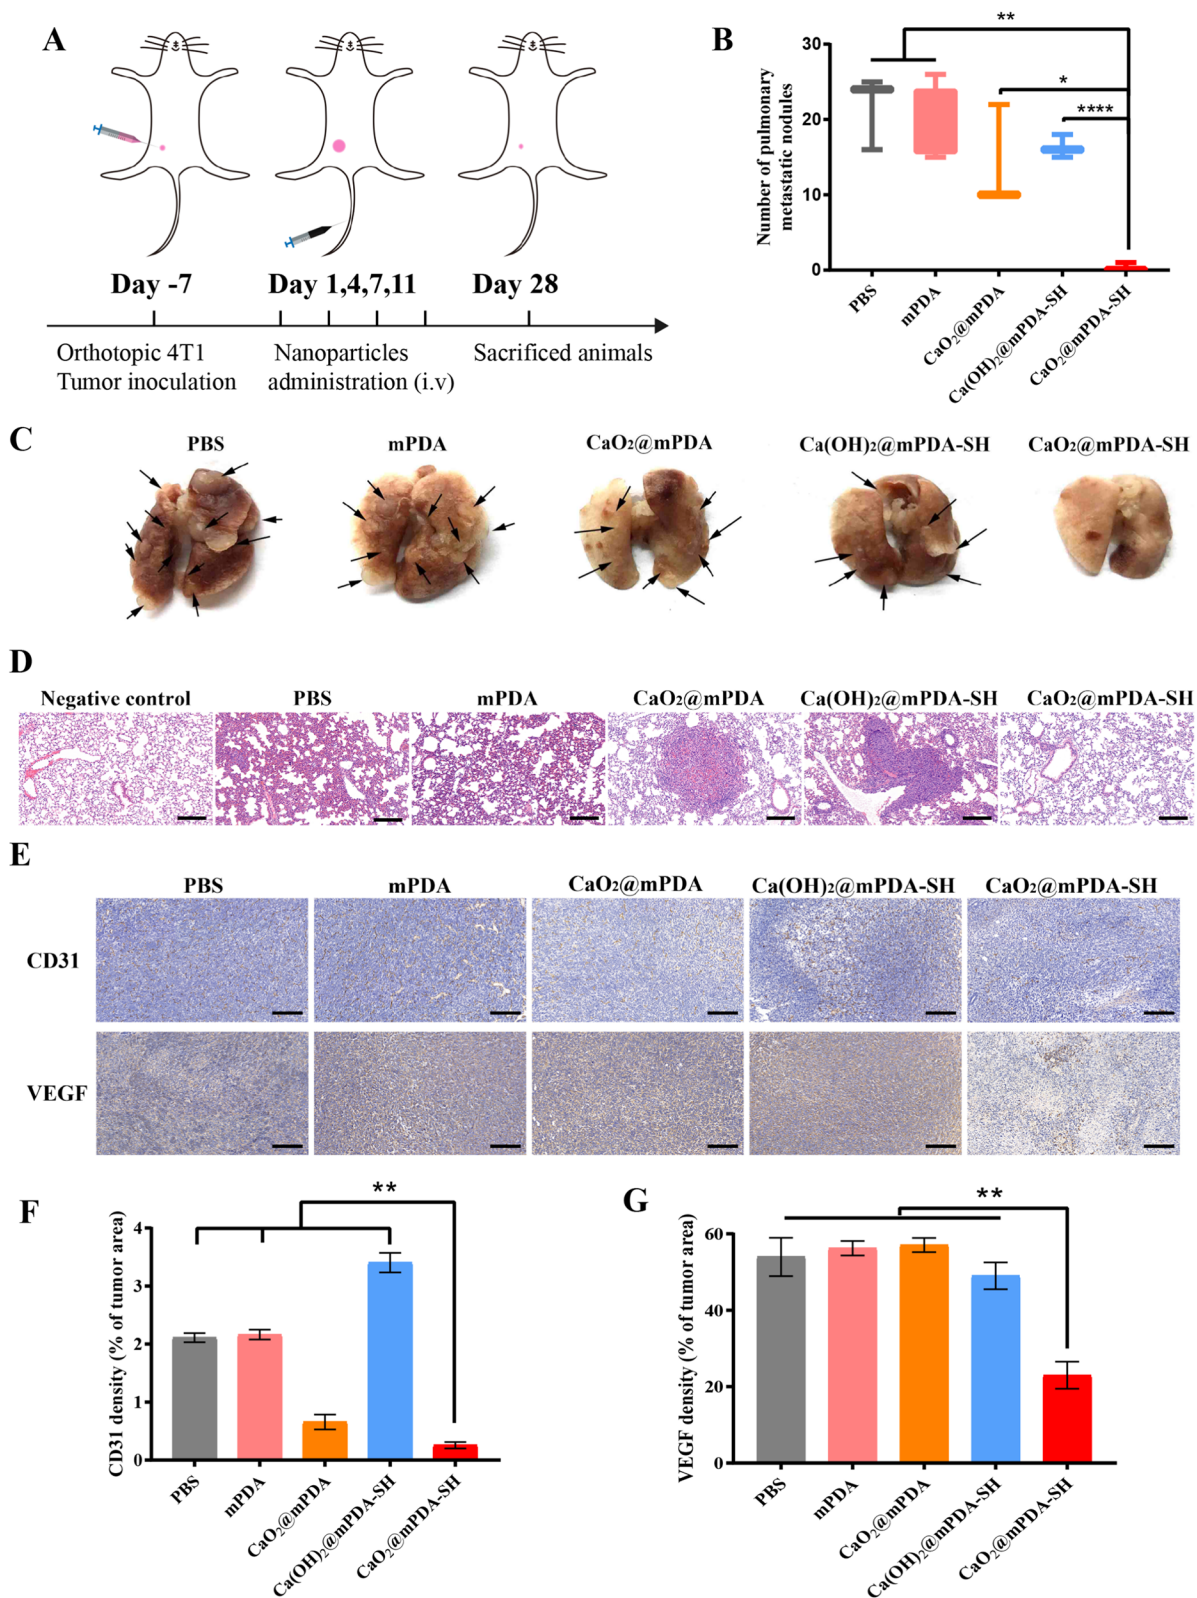 A
Day -7
Day 1,4,7,11
Day 28
Orthotopic 4T1
Tumor inoculation
Nanoparticles
administration (i.v)
Sacrificed animals
B
Number of pulmonary
metastatic nodules
30
20
10
0
**
*
****
PBS
mPDA
CaO₂@mPDA
Ca(OH)₂@mPDA-SH
CaO₂@mPDA-SH
C
PBS
mPDA
CaO₂@mPDA
Ca(OH)₂@mPDA-SH
CaO₂@mPDA-SH
D
Negative control
PBS
mPDA
CaO₂@mPDA
Ca(OH)₂@mPDA-SH
CaO₂@mPDA-SH
E
PBS
mPDA
CaO₂@mPDA
Ca(OH)₂@mPDA-SH
CaO₂@mPDA-SH
CD31
VEGF
F
CD31 density (% of tumor area)
4
3
2
1
0
**
PBS
mPDA
CaO₂@mPDA
Ca(OH)₂@mPDA-SH
CaO₂@mPDA-SH
G
VEGF density (% of tumor area)
60
40
20
0
**
PBS
mPDA
CaO₂@mPDA
Ca(OH)₂@mPDA-SH
CaO₂@mPDA-SH